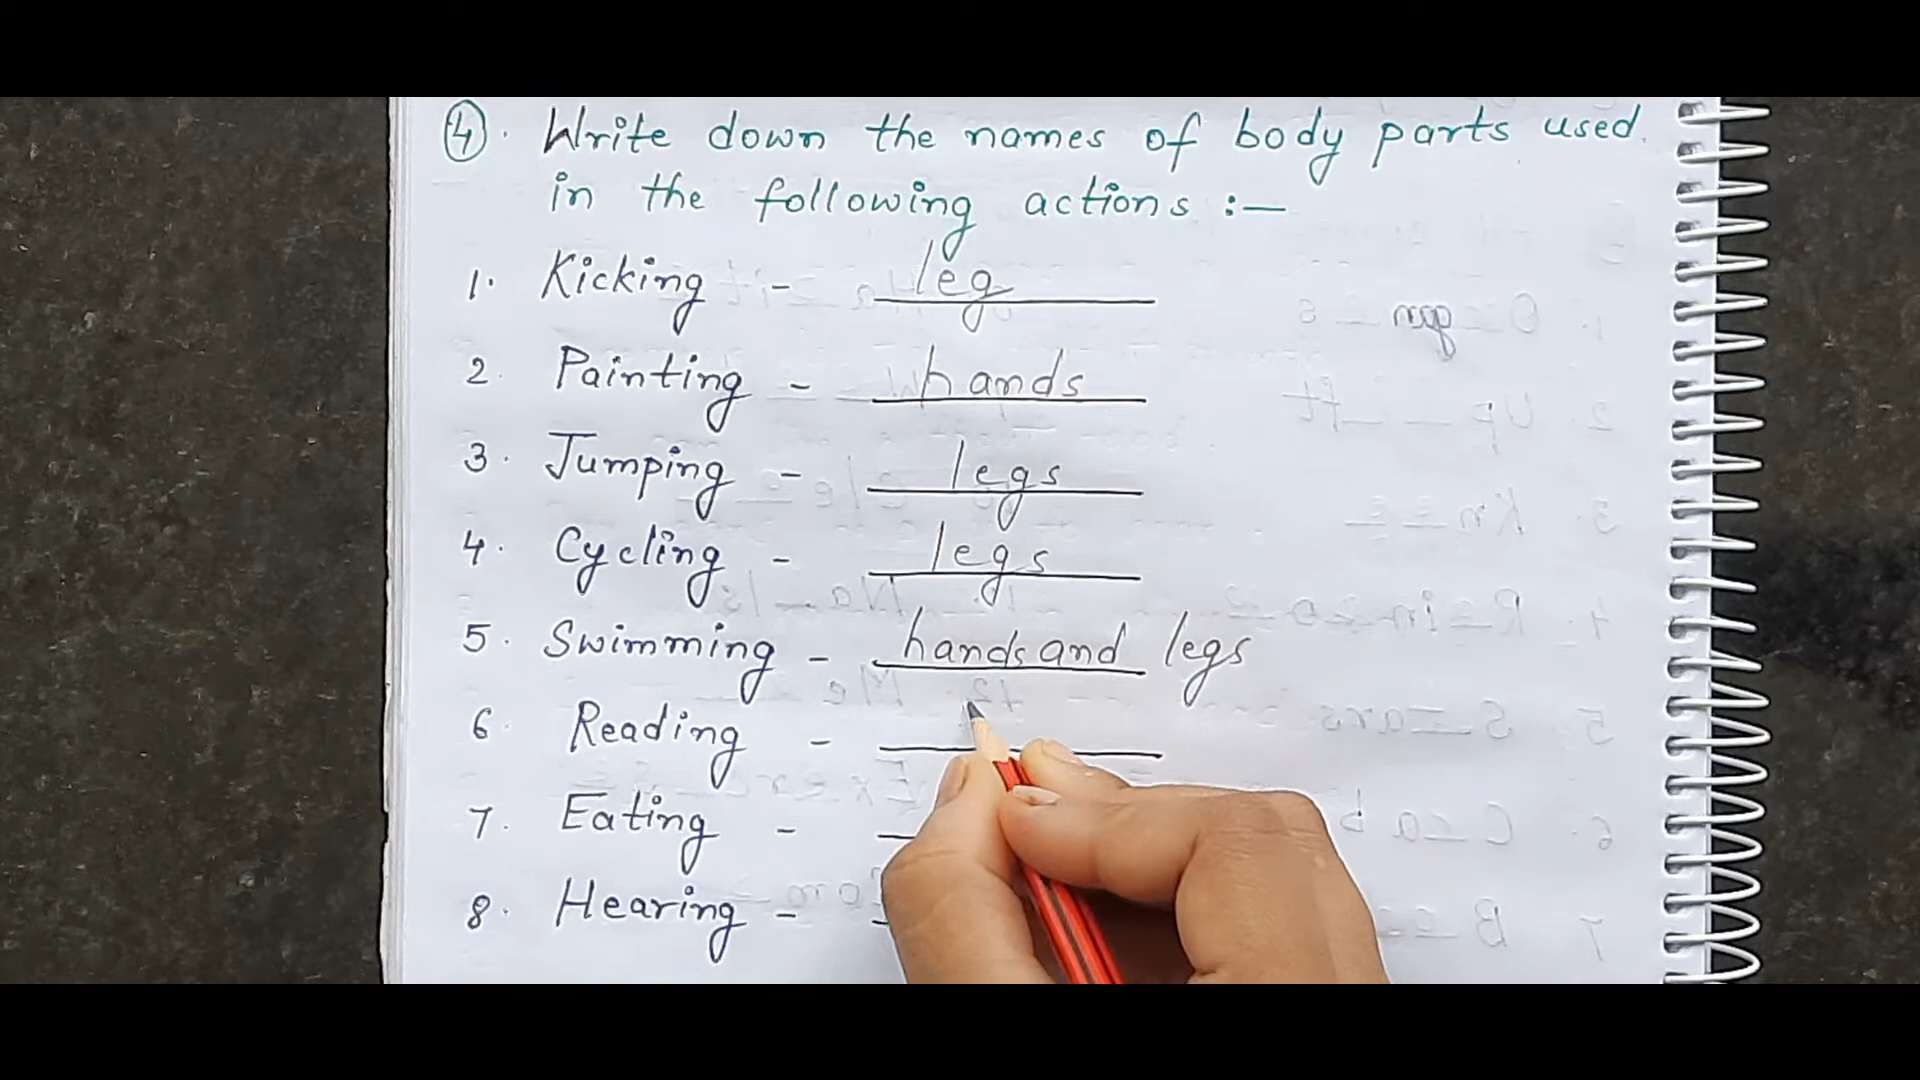 4. Write down the names of body parts used
in the following actions :—
1. Kicking - leg
2. Painting - hands
3. Jumping - legs
4. Cycling - legs
5. Swimming - hands and legs
6. Reading -
7. Eating -
8. Hearing -